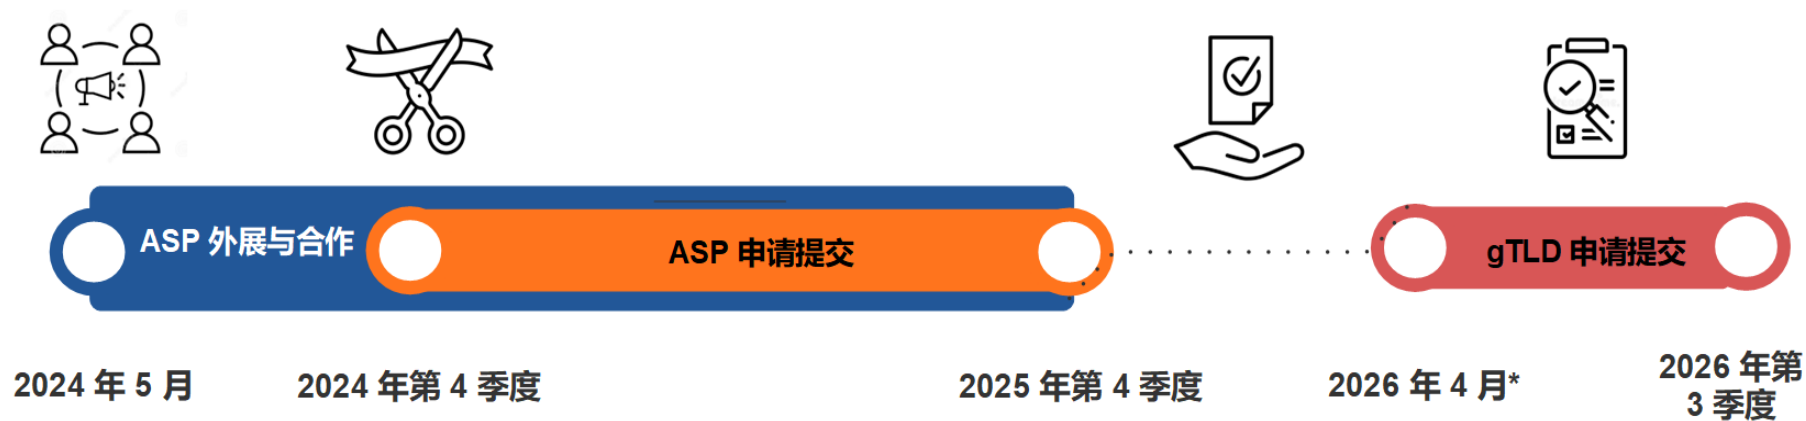 ASP 外展与合作
ASP 申请提交
gTLD 申请提交
2024 年 5 月
2024 年第 4 季度
2025 年第 4 季度
2026 年 4 月*
2026 年第
3 季度